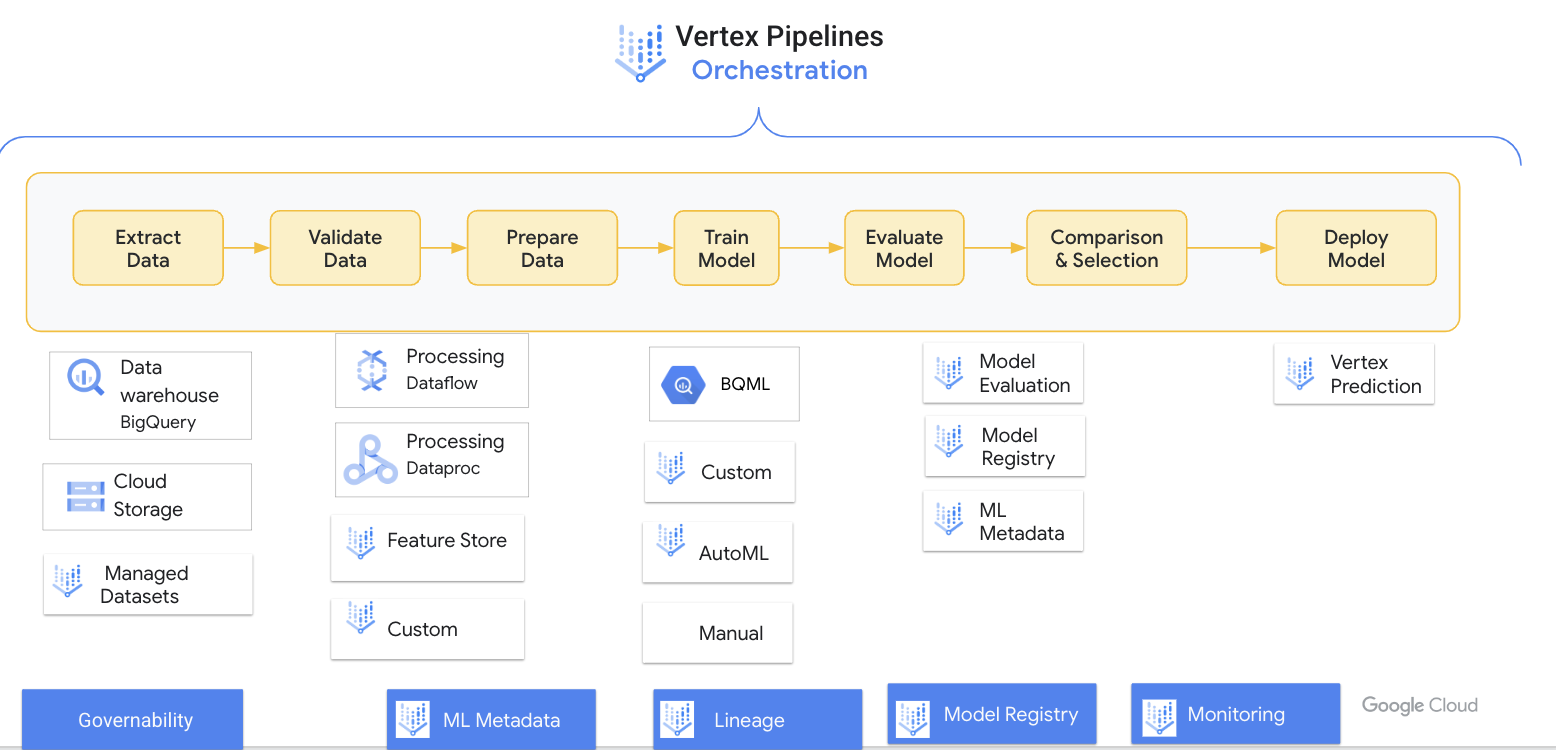 Vertex Pipelines
Orchestration
Extract
Data
Validate
Data
Prepare
Data
Train
Model
Evaluate
Model
Comparison
& Selection
Deploy
Model
Data
warehouse
BigQuery
Cloud
Storage
Managed
Datasets
Processing
Dataflow
Processing
Dataproc
Feature Store
Custom
BQML
Custom
AutoML
Manual
Model
Evaluation
Model
Registry
ML
Metadata
Vertex
Prediction
Governability
ML Metadata
Lineage
Model Registry
Monitoring
Google Cloud